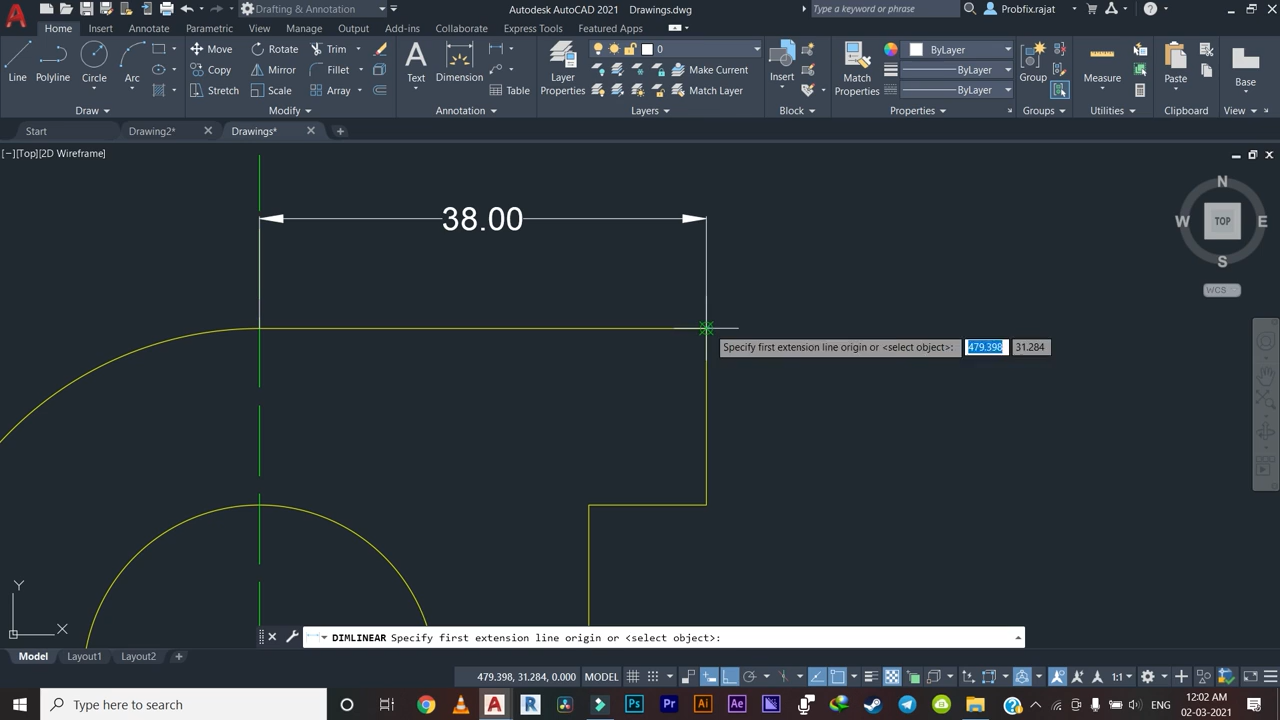 Drafting & Annotation
Autodesk AutoCAD 2021 Drawings.dwg
Type a keyword or phrase
Probfix.rajat
Home Insert Annotate Parametric View Manage Output Add-ins Collaborate Express Tools Featured Apps
Line
Polyline
Circle
Arc
Move Rotate Trim
Copy Mirror Fillet
Stretch Scale Array
Text
Dimension
Table
Layer
Properties
0
Make Current
Match Layer
Insert
Match
Properties
ByLayer
ByLayer
ByLayer
Group
Measure
Paste
Base
Draw Modify Annotation Layers Block Properties Groups Utilities Clipboard View
Start Drawing2* Drawings*
[−][Top][2D Wireframe]
N
W TOP E
S
WCS
38.00
Specify first extension line origin or <select object>: 479.398 31.284
Y
X
DIMLINEAR Specify first extension line origin or <select object>:
Model Layout1 Layout2
479.398, 31.284, 0.000 MODEL
1:1
Type here to search
Ps
Pr
Ai
Ae
ENG
12:02 AM
02-03-2021